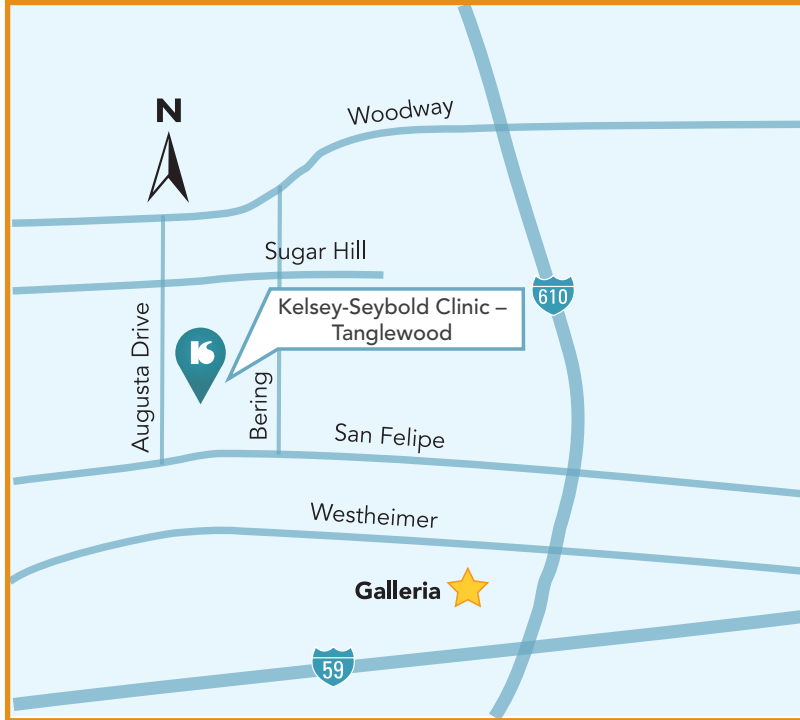 N
Woodway
Sugar Hill
610
Kelsey-Seybold Clinic –
Tanglewood
Augusta Drive
K
Bering
San Felipe
Westheimer
Galleria
59